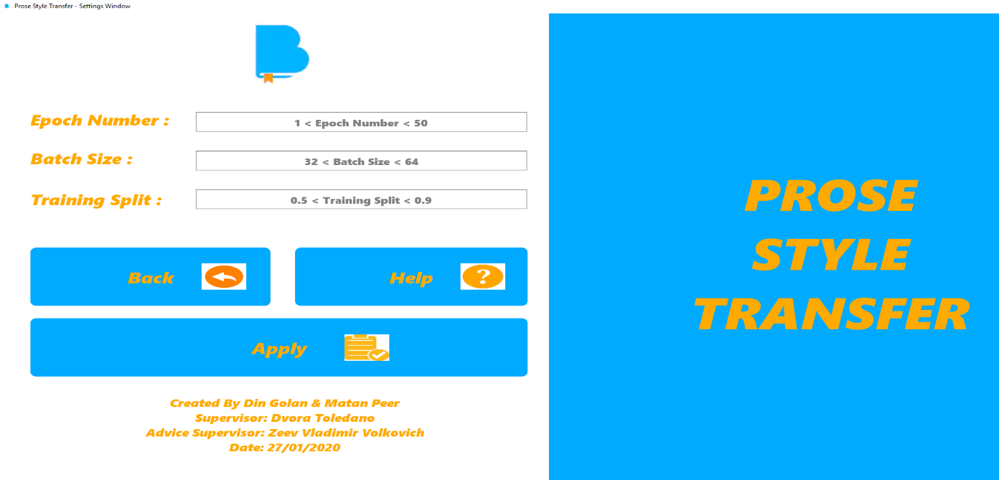 Prose Style Transfer - Settings Window
Epoch Number :
1 < Epoch Number < 50
Batch Size :
32 < Batch Size < 64
Training Split :
0.5 < Training Split < 0.9
Back
Help
?
Apply
Created By Din Golan & Matan Peer
Supervisor: Dvora Toledano
Advice Supervisor: Zeev Vladimir Volkovich
Date: 27/01/2020
PROSE
STYLE
TRANSFER